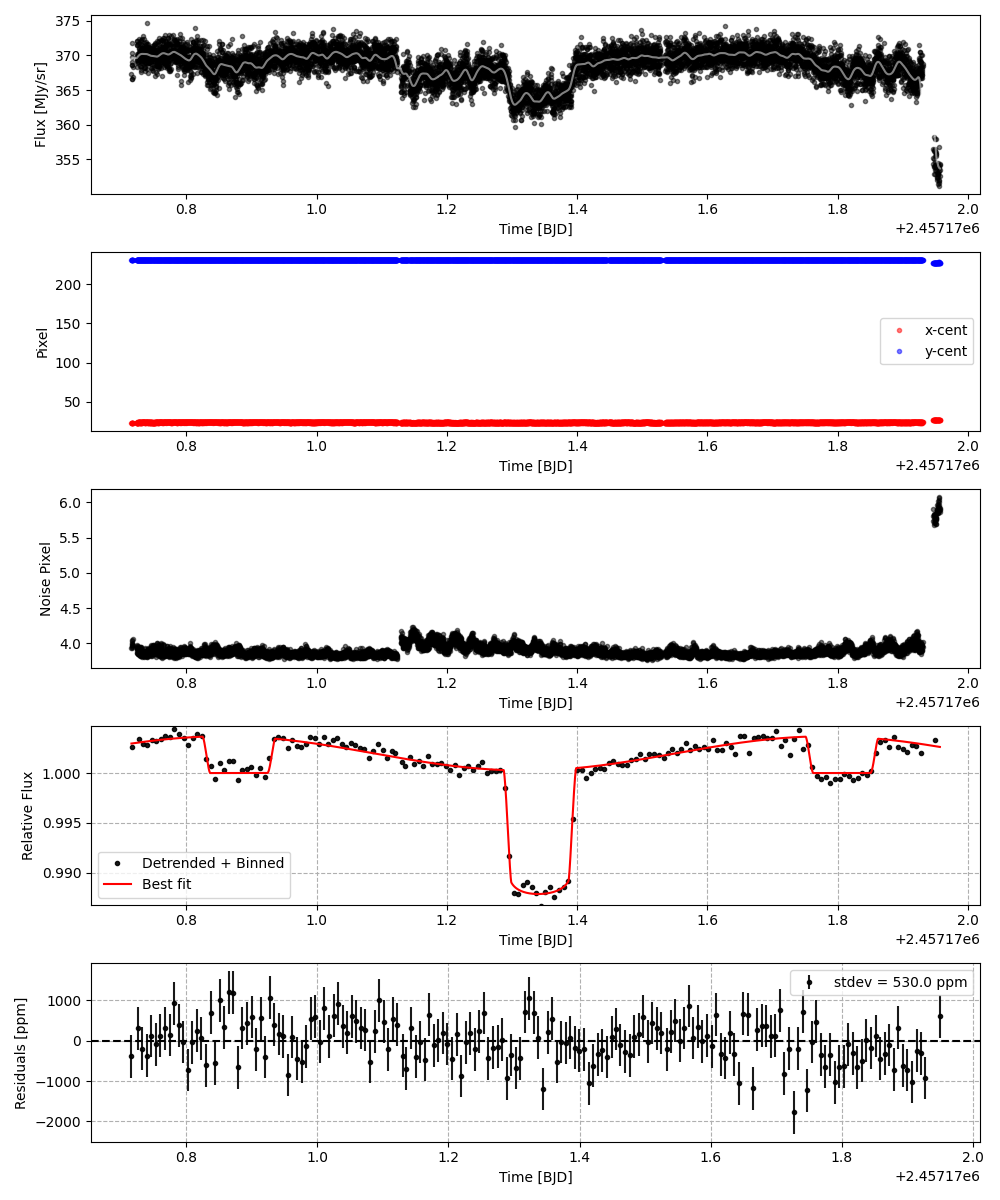 375
370
365
360
355
Flux [MJy/sr]
0.8 1.0 1.2 1.4 1.6 1.8 2.0
Time [BJD]
+2.45717e6
200
150
100
50
Pixel
x-cent
y-cent
0.8 1.0 1.2 1.4 1.6 1.8 2.0
Time [BJD]
+2.45717e6
6.0
5.5
5.0
4.5
4.0
Noise Pixel
0.8 1.0 1.2 1.4 1.6 1.8 2.0
Time [BJD]
+2.45717e6
1.000
0.995
0.990
Relative Flux
Detrended + Binned
Best fit
0.8 1.0 1.2 1.4 1.6 1.8 2.0
Time [BJD]
+2.45717e6
1000
0
−1000
−2000
Residuals [ppm]
stdev = 530.0 ppm
0.8 1.0 1.2 1.4 1.6 1.8 2.0
Time [BJD]
+2.45717e6